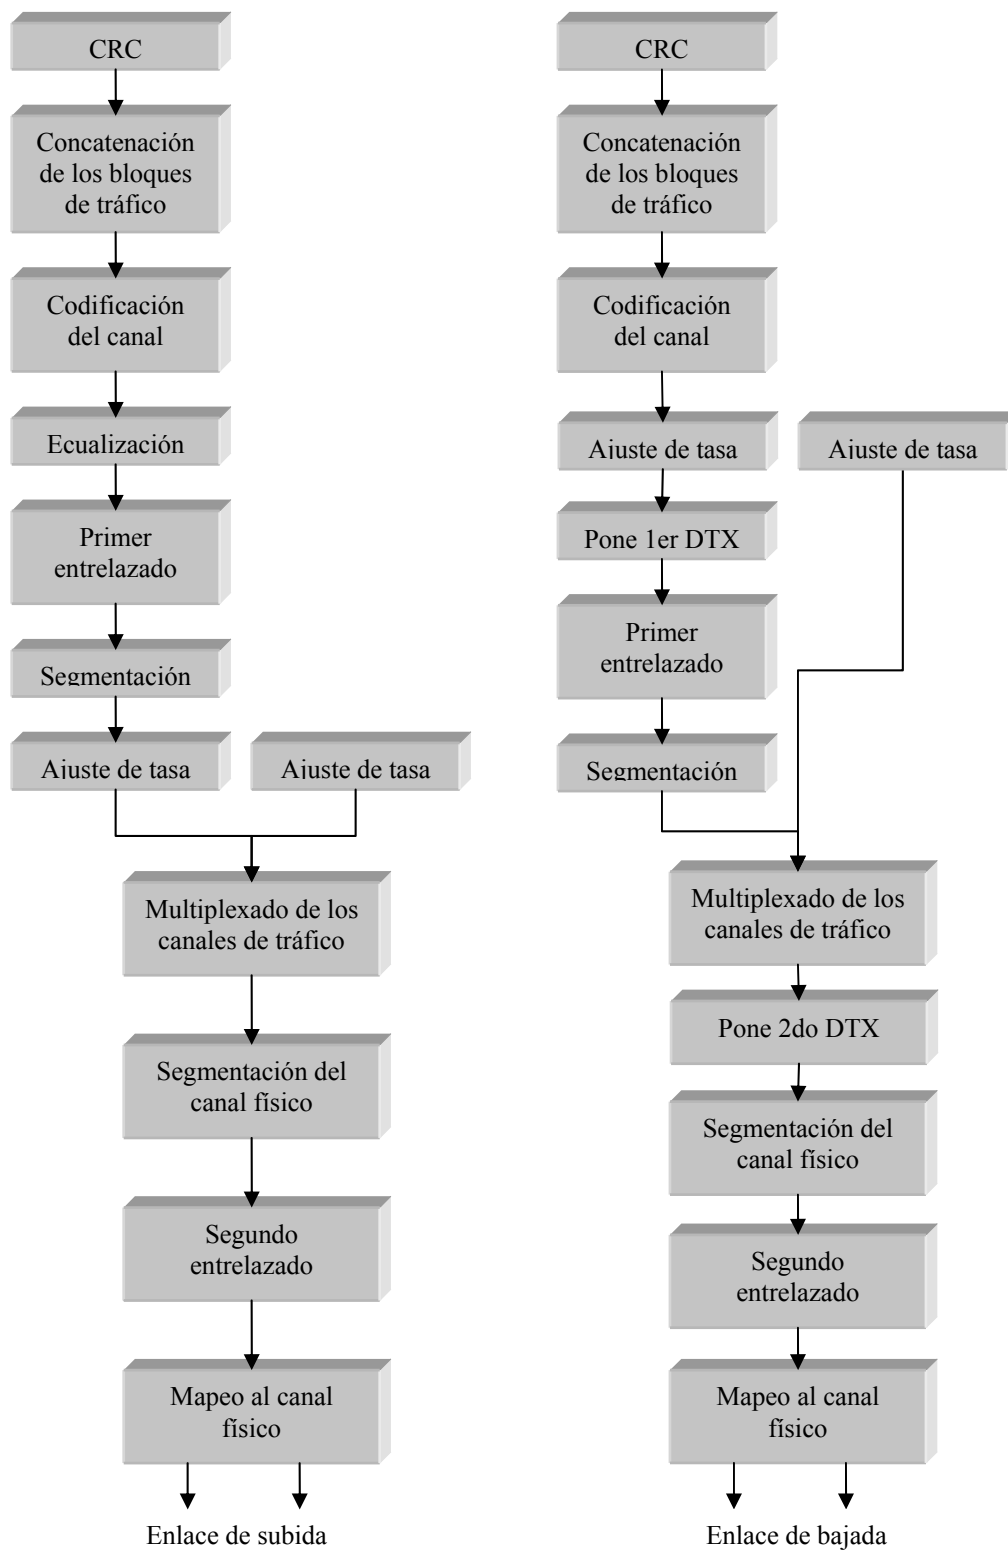 CRC
Concatenación
de los bloques
de tráfico
Codificación
del canal
Ecualización
Primer
entrelazado
Segmentación
Ajuste de tasa
Ajuste de tasa
Multiplexado de los
canales de tráfico
Segmentación del
canal físico
Segundo
entrelazado
Mapeo al canal
físico
Enlace de subida
CRC
Concatenación
de los bloques
de tráfico
Codificación
del canal
Ajuste de tasa
Ajuste de tasa
Pone 1er DTX
Primer
entrelazado
Segmentación
Multiplexado de los
canales de tráfico
Pone 2do DTX
Segmentación del
canal físico
Segundo
entrelazado
Mapeo al canal
físico
Enlace de bajada